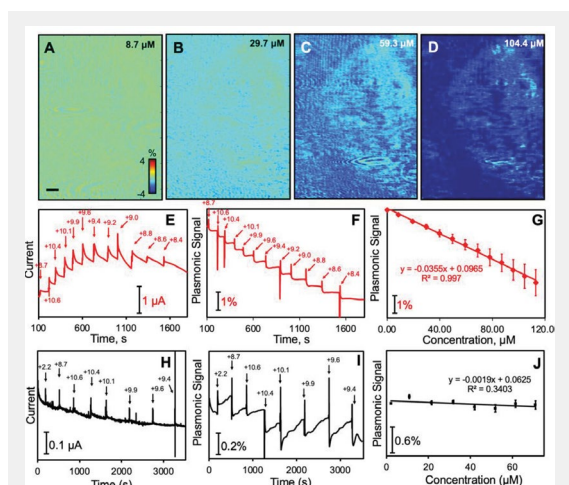 A 8.7 µM
B 29.7 µM
C 59.3 µM
D 104.4 µM
%
4
-4
E
Current
+8.7
+10.6
+10.4
+10.1
+9.9
+9.6
+9.4
+9.2
+9.0
+8.8
+8.6
+8.4
1 µA
100 600 1100 1600
Time, s
F
Plasmonic Signal
+8.7
+10.6
+10.4
+10.1
+9.9
+9.6
+9.4
+9.2
+9.0
+8.8
+8.6
+8.4
1%
100 600 1100 1600
Time, s
G
Plasmonic Signal
y = -0.0355x + 0.0965
R² = 0.997
1%
0.00 40.00 80.00 120.0
Concentration, µM
H
Current
+2.2
+8.7
+10.6
+10.4
+10.1
+9.9
+9.6
+9.4
0.1 µA
0 1000 2000 3000
Time (s)
I
Plasmonic Signal
+2.2
+8.7
+10.6
+10.4
+10.1
+9.9
+9.6
+9.4
0.2%
0 1000 2000 3000
Time (s)
J
Plasmonic Signal
y = -0.0019x + 0.0625
R² = 0.3403
0.6%
0 20 40 60
Concentration (µM)